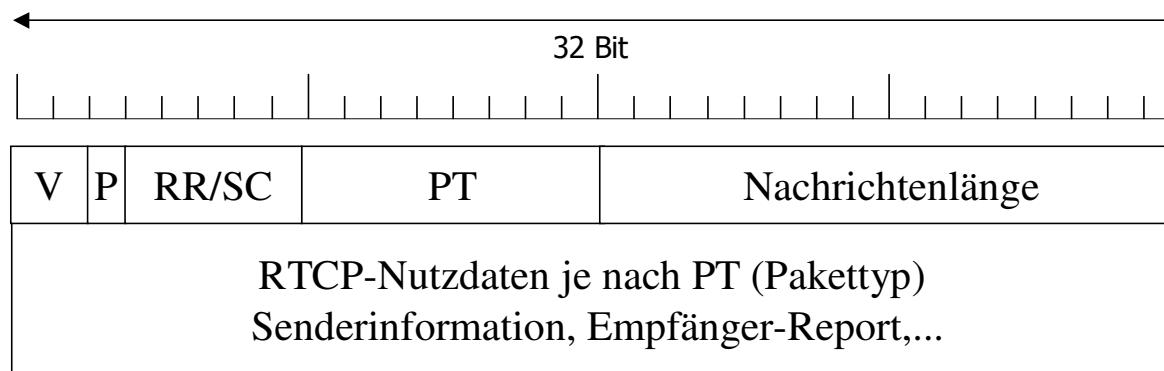 32 Bit
V P RR/SC PT Nachrichtenlänge
RTCP-Nutzdaten je nach PT (Pakettyp)
Senderinformation, Empfänger-Report,...